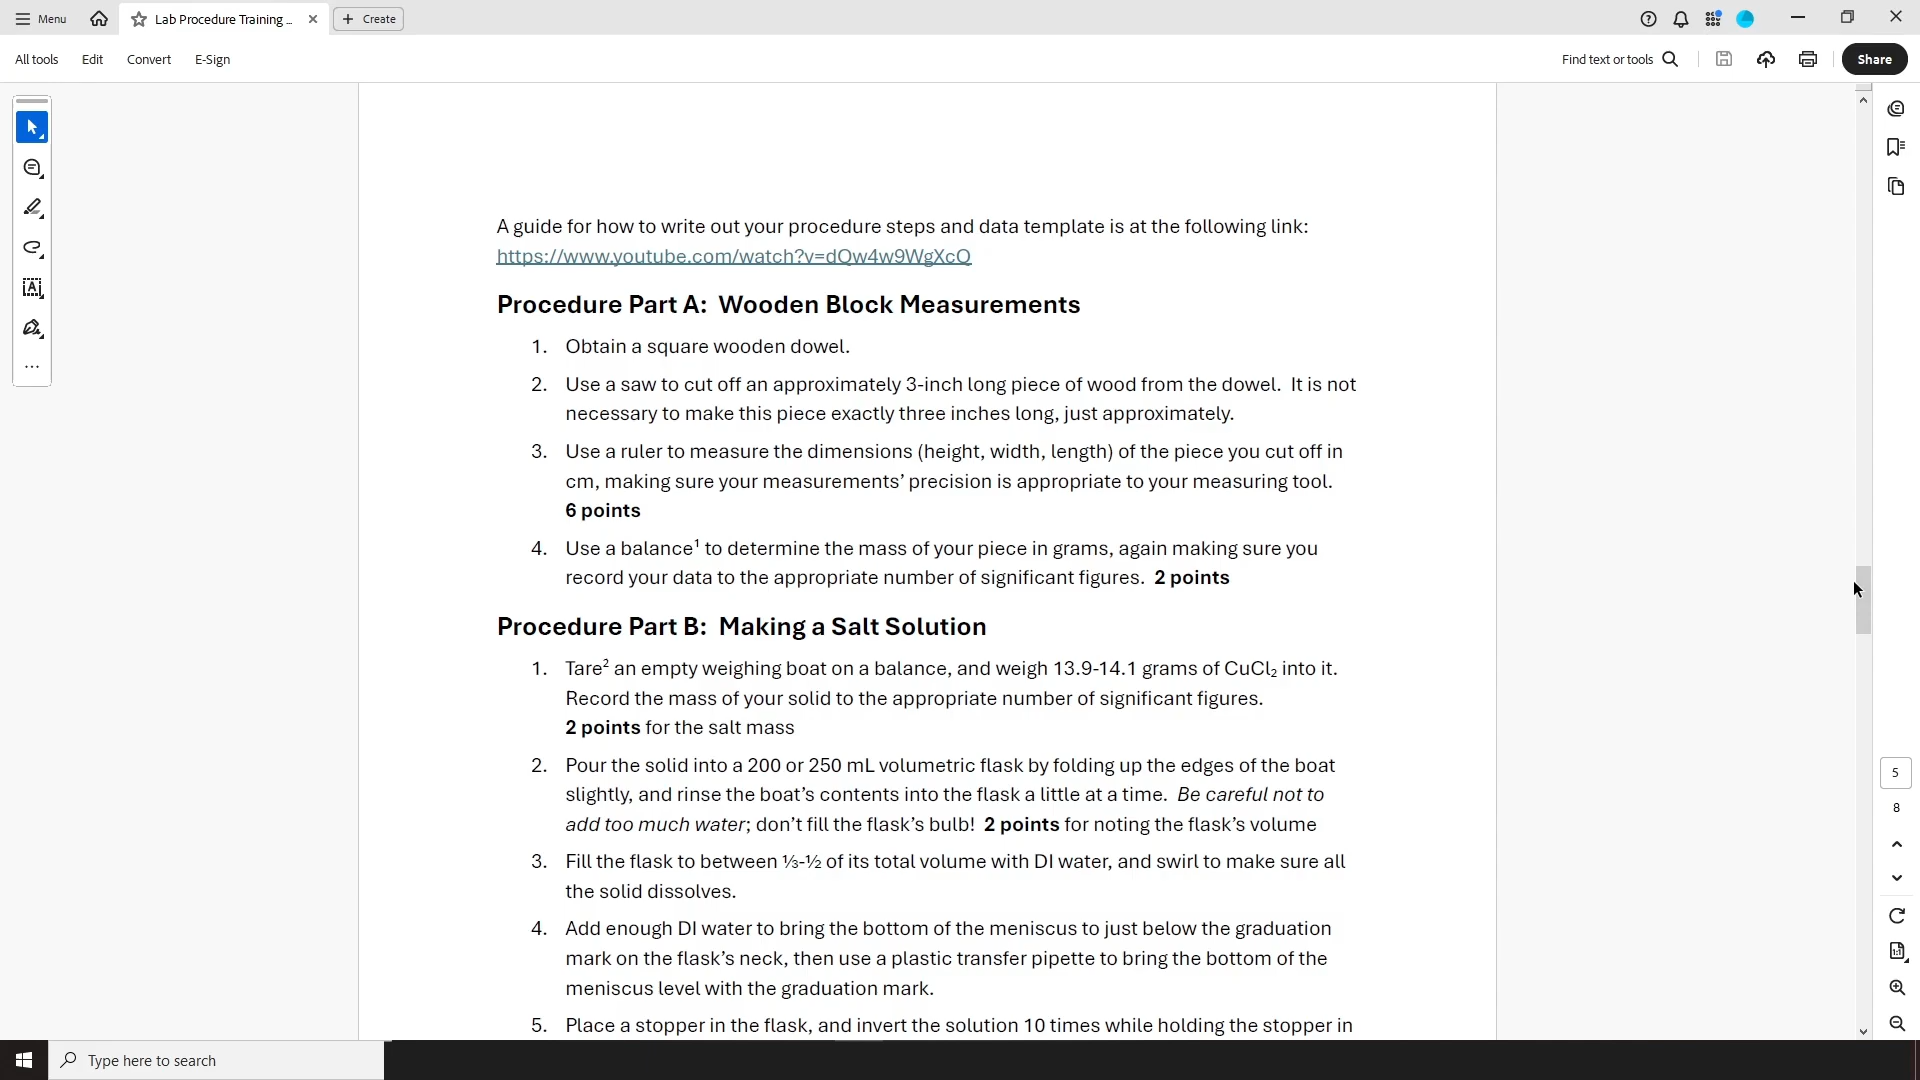 Menu
Lab Procedure Training ...
Create
All tools
Edit
Convert
E-Sign
Find text or tools
Share
A guide for how to write out your procedure steps and data template is at the following link:
https://www.youtube.com/watch?v=dQw4w9WgXcQ
Procedure Part A:  Wooden Block Measurements
1. Obtain a square wooden dowel.
2. Use a saw to cut off an approximately 3-inch long piece of wood from the dowel.  It is not
necessary to make this piece exactly three inches long, just approximately.
3. Use a ruler to measure the dimensions (height, width, length) of the piece you cut off in
cm, making sure your measurements’ precision is appropriate to your measuring tool.
6 points
4. Use a balance¹ to determine the mass of your piece in grams, again making sure you
record your data to the appropriate number of significant figures.  2 points
Procedure Part B:  Making a Salt Solution
1. Tare² an empty weighing boat on a balance, and weigh 13.9-14.1 grams of CuCl₂ into it.
Record the mass of your solid to the appropriate number of significant figures.
2 points for the salt mass
2. Pour the solid into a 200 or 250 mL volumetric flask by folding up the edges of the boat
slightly, and rinse the boat’s contents into the flask a little at a time.  Be careful not to
add too much water; don’t fill the flask’s bulb!  2 points for noting the flask’s volume
3. Fill the flask to between ⅓-½ of its total volume with DI water, and swirl to make sure all
the solid dissolves.
4. Add enough DI water to bring the bottom of the meniscus to just below the graduation
mark on the flask’s neck, then use a plastic transfer pipette to bring the bottom of the
meniscus level with the graduation mark.
5. Place a stopper in the flask, and invert the solution 10 times while holding the stopper in
5
8
Type here to search